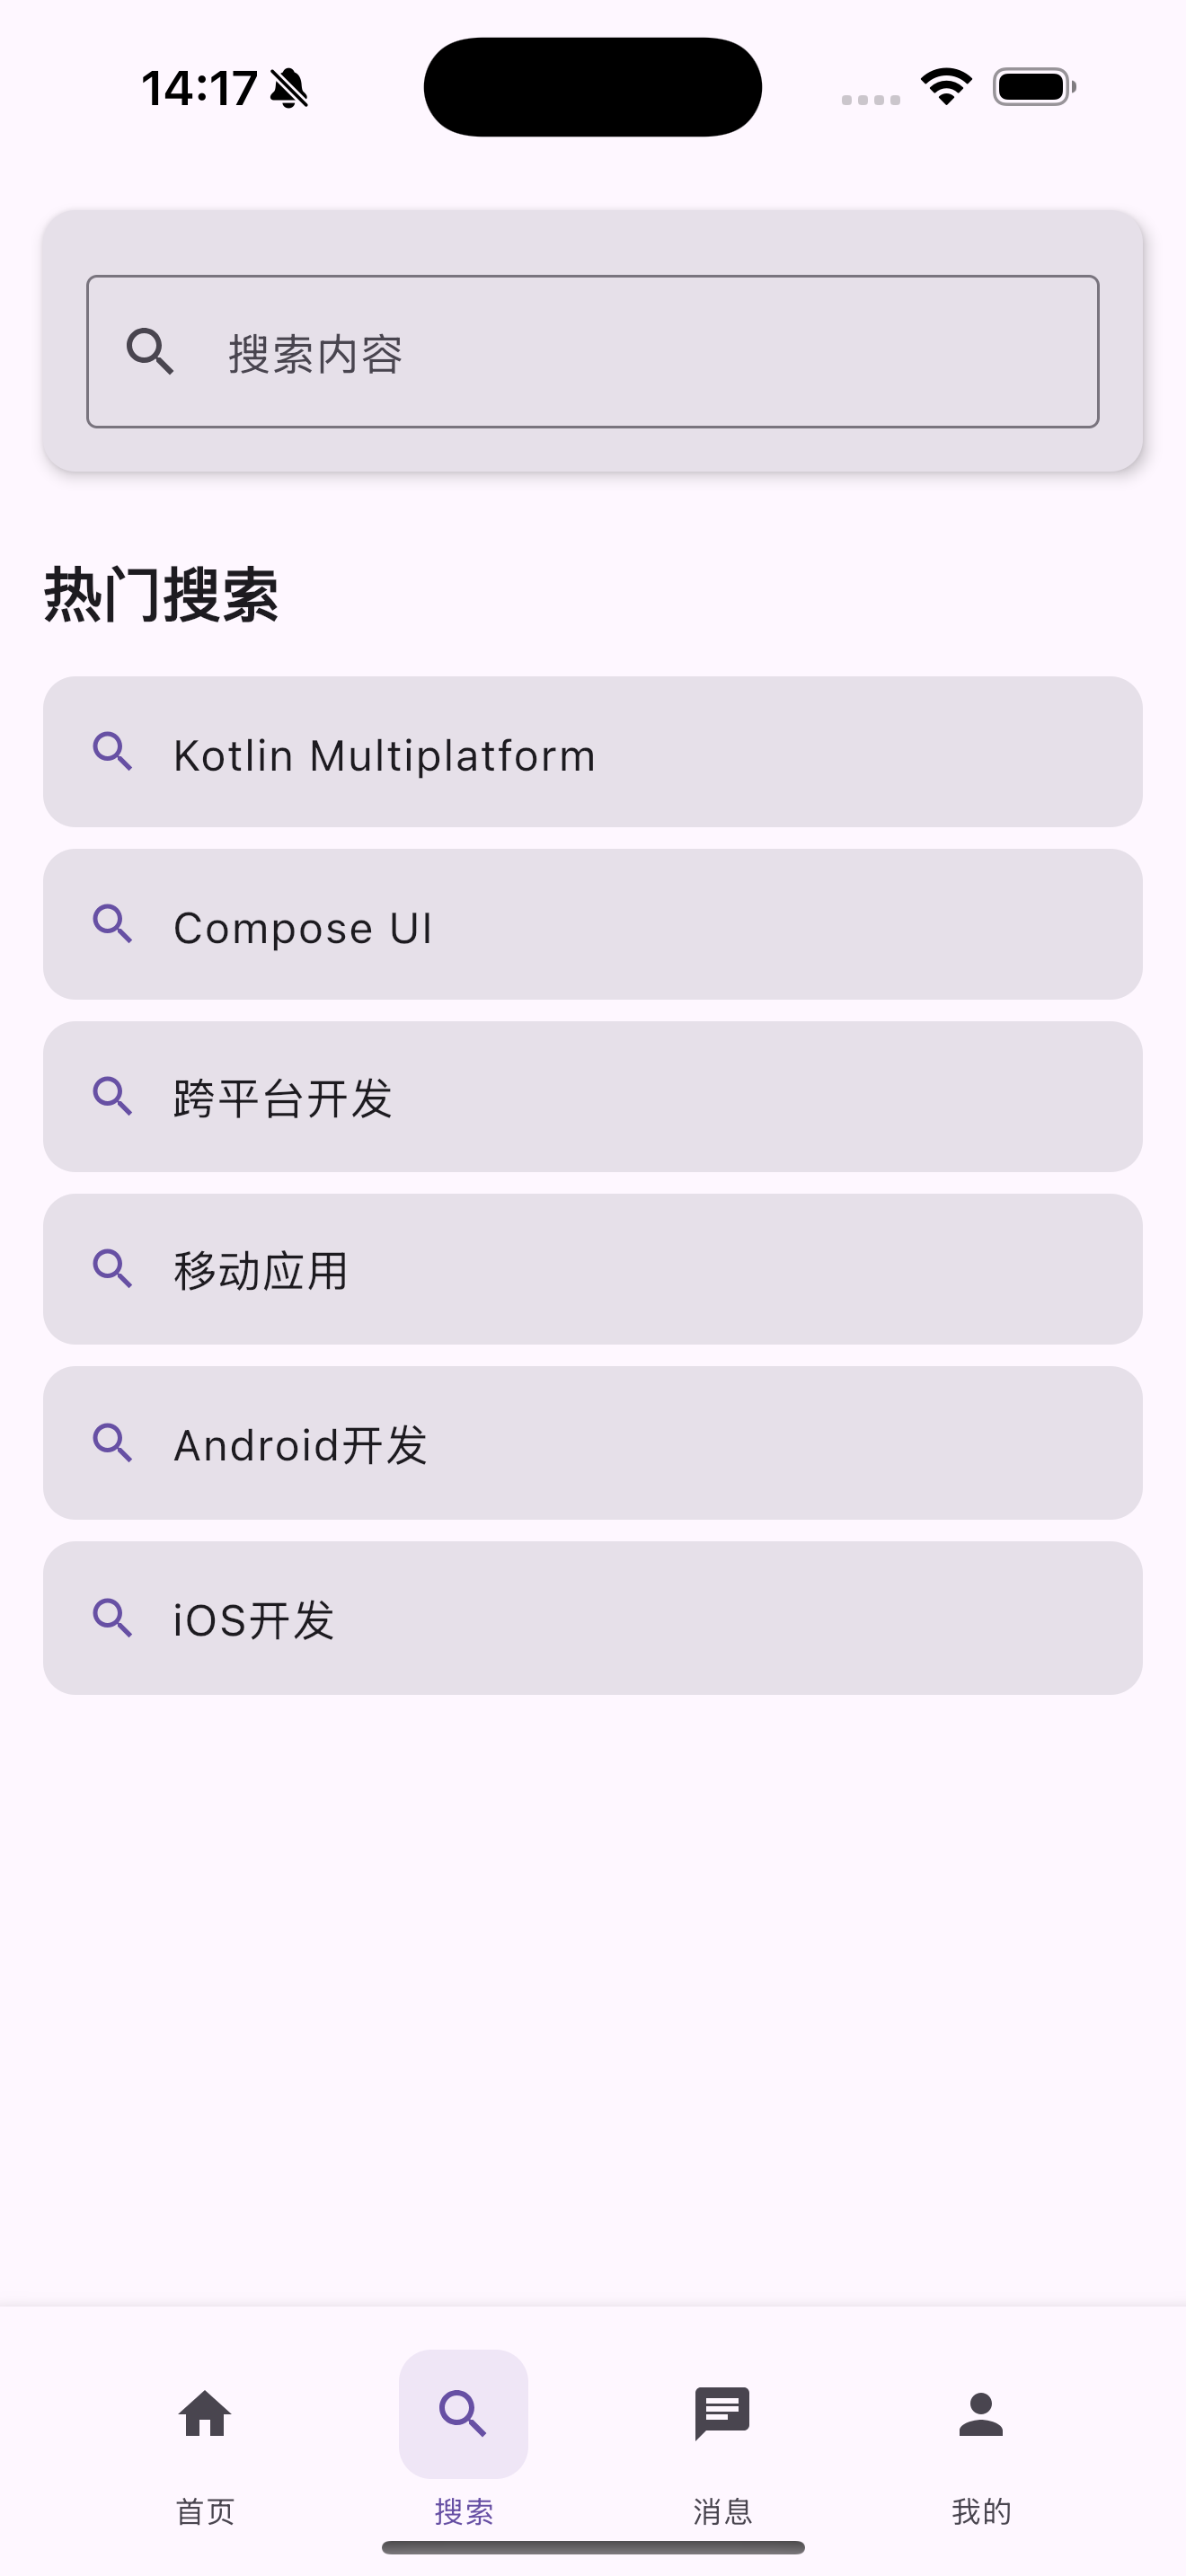 14:17
搜索内容
热门搜索
Kotlin Multiplatform
Compose UI
跨平台开发
移动应用
Android开发
iOS开发
首页
搜索
消息
我的